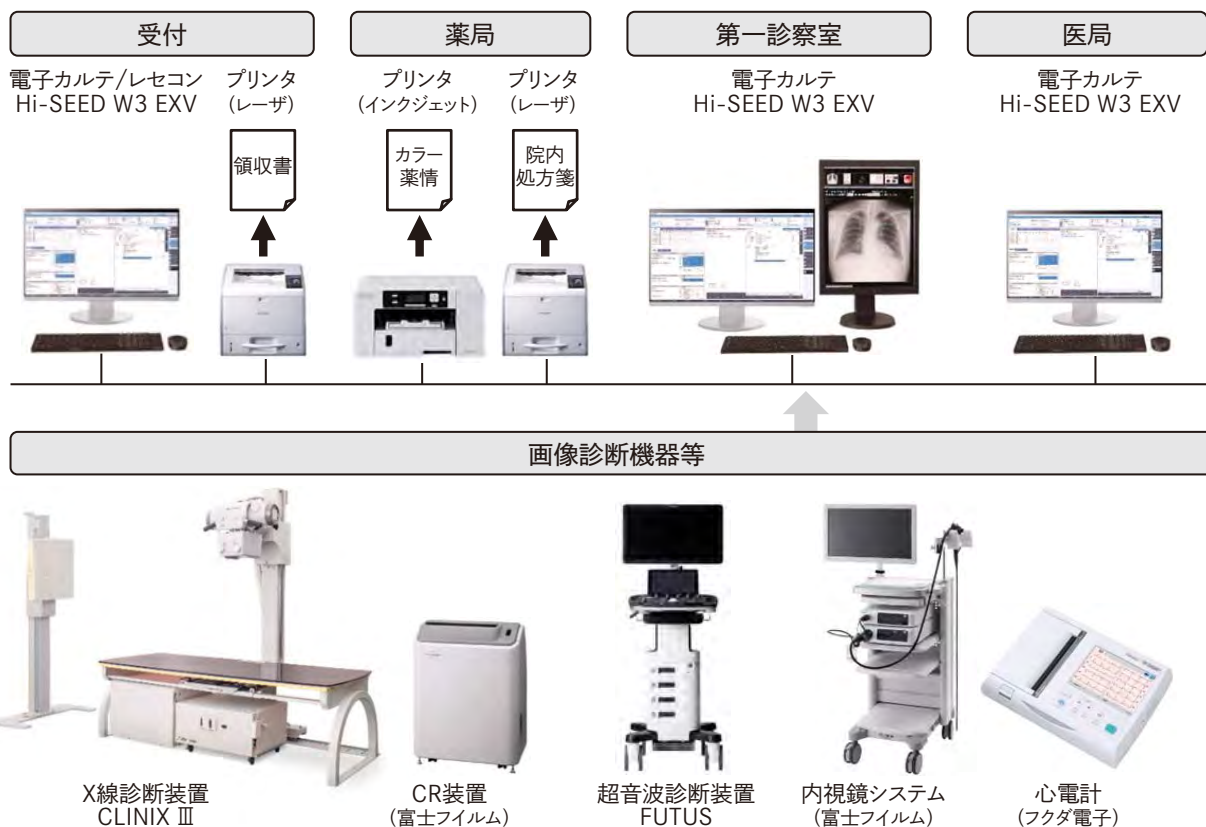 受付
薬局
第一診察室
医局
電子カルテ/レセコン
Hi-SEED W3 EXV
プリンタ
(レーザ)
プリンタ
(インクジェット)
プリンタ
(レーザ)
電子カルテ
Hi-SEED W3 EXV
電子カルテ
Hi-SEED W3 EXV
領収書
カラー
薬情
院内
処方箋
画像診断機器等
X線診断装置
CLINIX Ⅲ
CR装置
(富士フイルム)
超音波診断装置
FUTUS
内視鏡システム
(富士フイルム)
心電計
(フクダ電子)